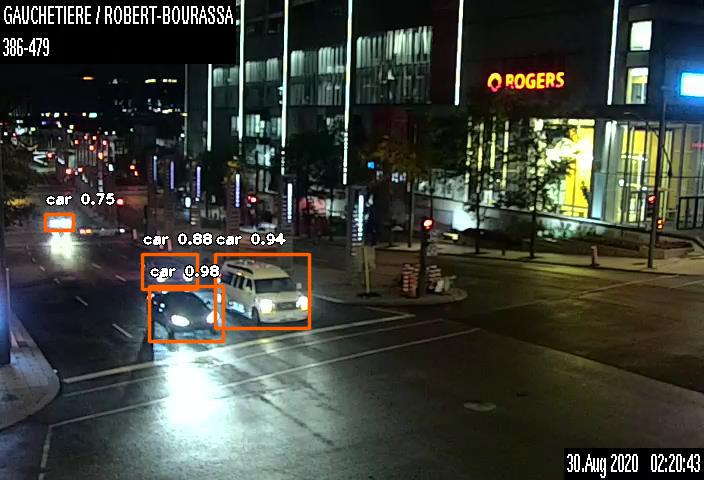 GAUCHETIERE / ROBERT-BOURASSA
386-479
ROGERS
car 0.75
car 0.88
car 0.94
car 0.98
30.Aug 2020 02:20:43